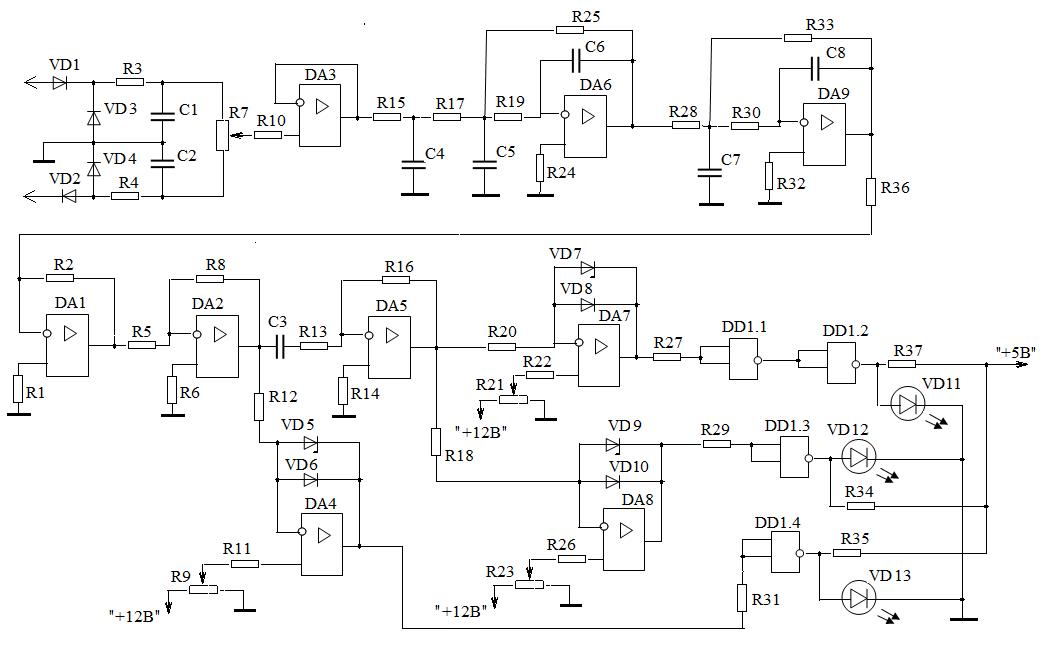 R25
R33
C6
C8
VD1
R3
DA3
DA6
DA9
VD3
C1
R7
R10
R15
R17
R19
R28
R30
VD4
C2
C4
C5
C7
VD2
R4
R24
R32
R36
R2
R8
R16
VD7
VD8
DA1
DA2
DA5
DA7
DD1.1
DD1.2
R5
C3
R13
R20
R27
R37
"+5В"
R1
R6
R14
R12
R22
R21
VD11
"+12В"
VD5
VD9
R29
DD1.3
VD12
R18
VD6
VD10
R34
DA4
DA8
DD1.4
R11
R26
R35
R9
R23
VD13
R31
"+12В"
"+12В"